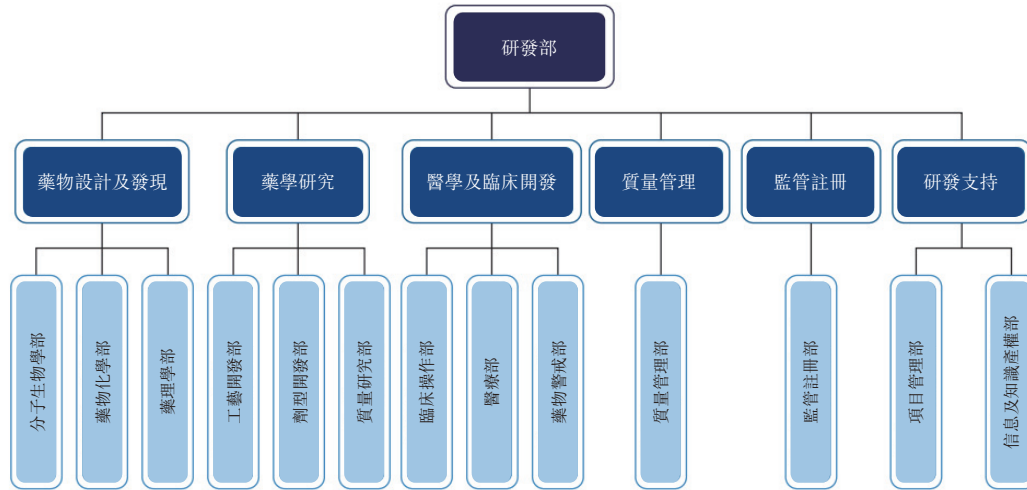 研發部
藥物設計及發現
藥學研究
醫學及臨床開發
質量管理
監管註冊
研發支持
分子生物學部
藥物化學部
藥理學部
工藝開發部
劑型開發部
質量研究部
臨床操作部
醫療部
藥物警戒部
質量管理部
監管註冊部
項目管理部
信息及知識產權部